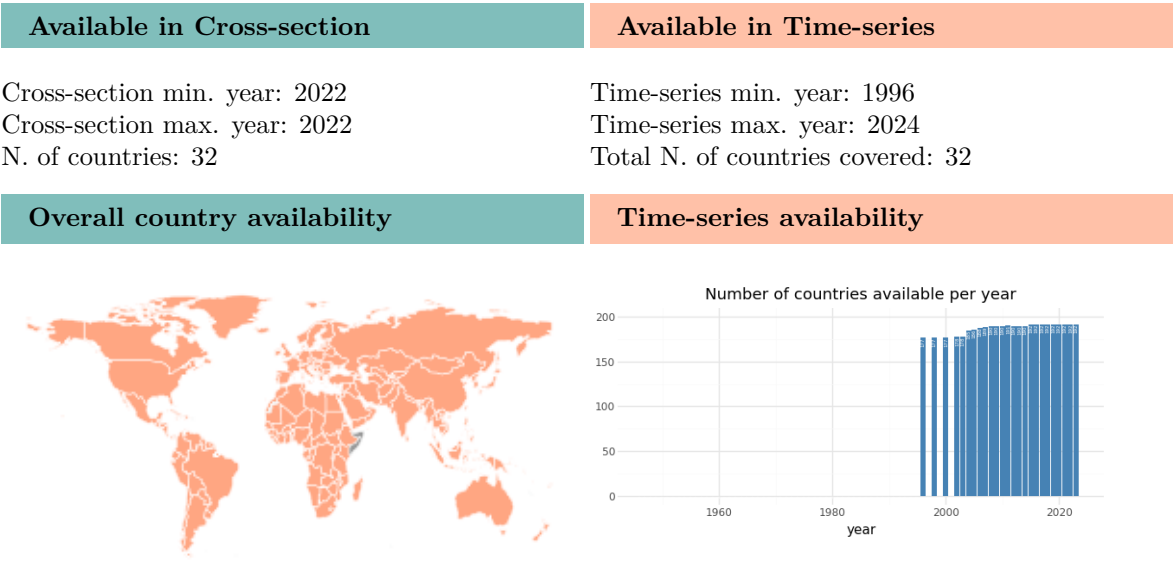 Available in Cross-section
Available in Time-series
Cross-section min. year: 2022
Cross-section max. year: 2022
N. of countries: 32
Time-series min. year: 1996
Time-series max. year: 2024
Total N. of countries covered: 32
Overall country availability
Time-series availability
Number of countries available per year
200
150
100
50
0
1960
1980
2000
2020
year